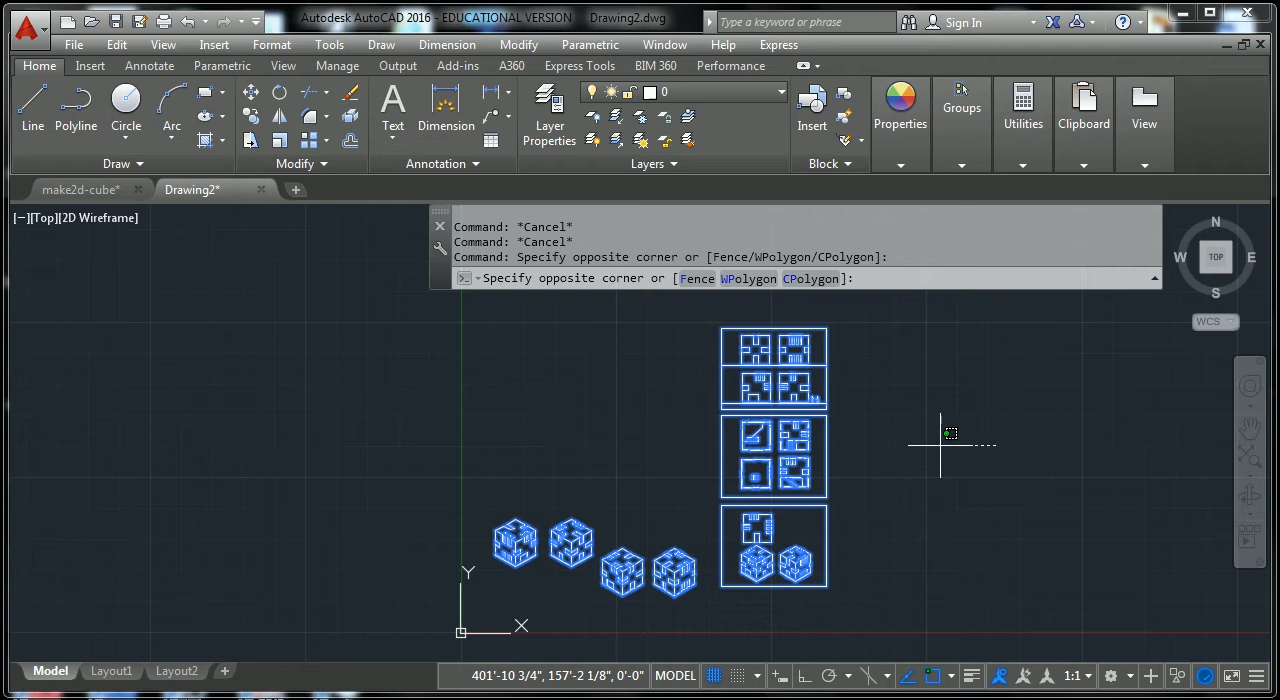 Autodesk AutoCAD 2016 - EDUCATIONAL VERSION Drawing2.dwg
Type a keyword or phrase
Sign In
File Edit View Insert Format Tools Draw Dimension Modify Parametric Window Help Express
Home Insert Annotate Parametric View Manage Output Add-ins A360 Express Tools BIM 360 Performance
Line Polyline Circle Arc
Text Dimension
Layer Properties
0
Insert
Properties
Groups
Utilities
Clipboard
View
Draw
Modify
Annotation
Layers
Block
make2d-cube*
Drawing2*
[−][Top][2D Wireframe]
Command: *Cancel*
Command: *Cancel*
Command: Specify opposite corner or [Fence/WPolygon/CPolygon]:
Specify opposite corner or [Fence WPolygon CPolygon]:
N
W TOP E
S
WCS
Y
X
Model Layout1 Layout2
401'-10 3/4", 157'-2 1/8", 0'-0" MODEL
1:1